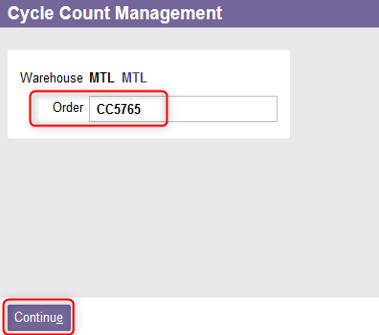 Cycle Count Management
Warehouse MTL MTL
Order CC5765
Continue